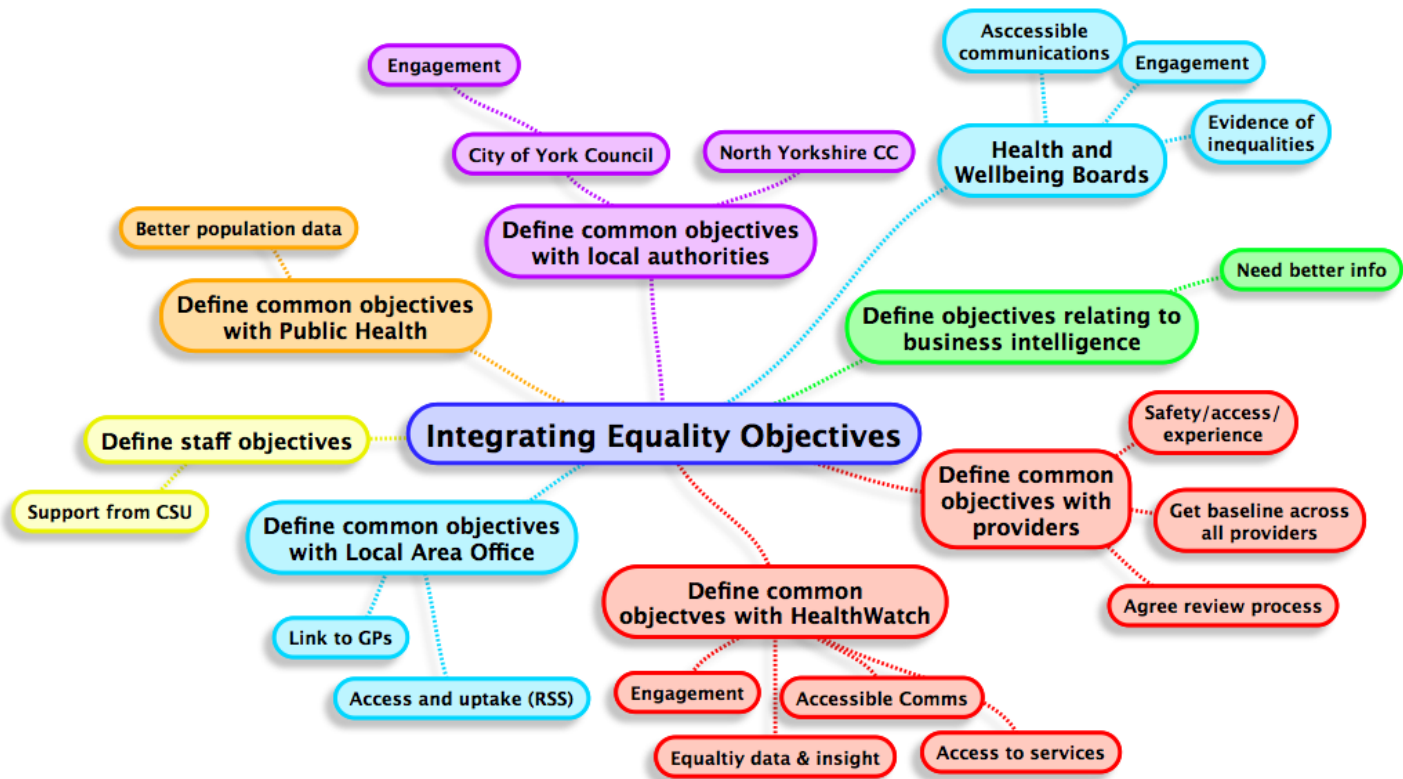 Asccessible
communications
Engagement
Engagement
Evidence of
inequalities
City of York Council
North Yorkshire CC
Health and
Wellbeing Boards
Better population data
Define common objectives
with local authorities
Need better info
Define common objectives
with Public Health
Define objectives relating to
business intelligence
Integrating Equality Objectives
Safety/access/
experience
Define staff objectives
Define common
objectives with
providers
Support from CSU
Define common objectives
with Local Area Office
Get baseline across
all providers
Define common
objectves with HealthWatch
Agree review process
Link to GPs
Access and uptake (RSS)
Engagement
Accessible Comms
Equaltiy data & insight
Access to services